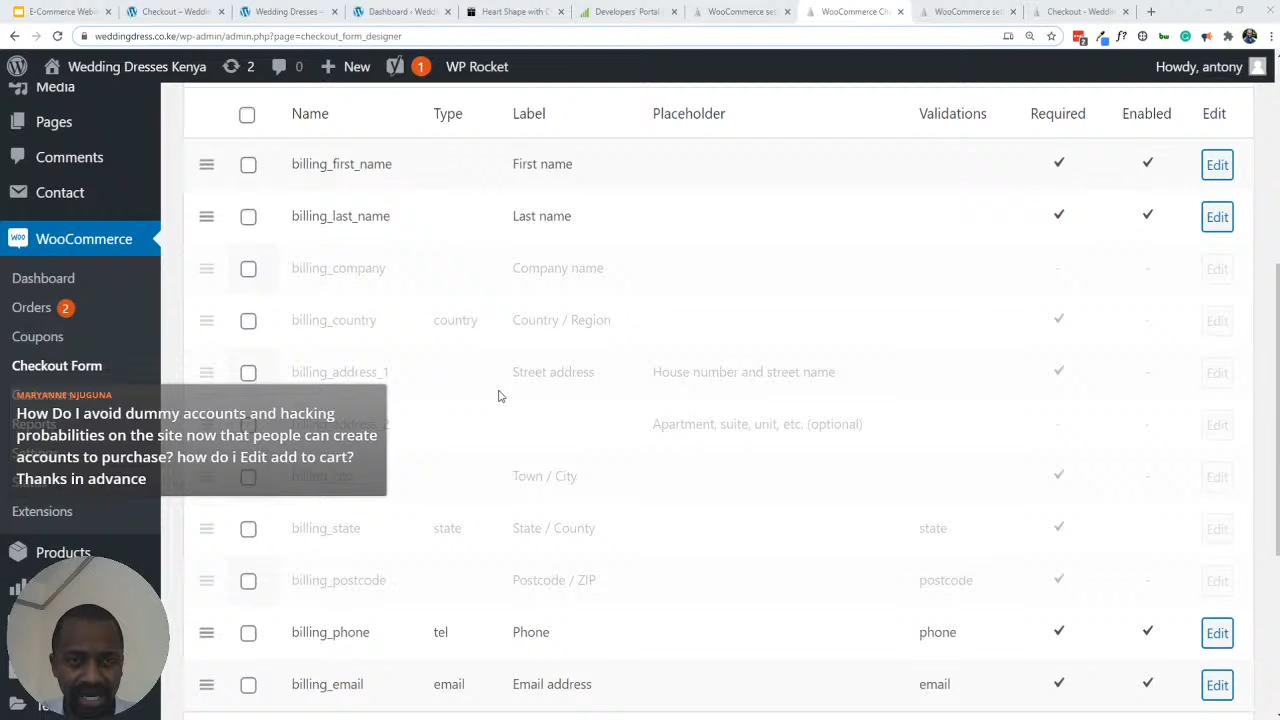 E-Commerce Webin
Checkout – Weddin
Wedding Dresses –
Dashboard ‹ Weddin
Heart Shape with C
Developers' Portal
WooCommerce set
WooCommerce Che
WooCommerce set
Checkout - Weddin
weddingdress.co.ke/wp-admin/admin.php?page=checkout_form_designer
Wedding Dresses Kenya
2
0
New
1
WP Rocket
Howdy, antony
Media
Pages
Comments
Contact
WooCommerce
Dashboard
Orders 2
Coupons
Checkout Form
Reports
Extensions
Products
Name Type Label Placeholder Validations Required Enabled Edit
billing_first_name First name Edit
billing_last_name Last name Edit
billing_company Company name - - Edit
billing_country country Country / Region - Edit
billing_address_1 Street address House number and street name - Edit
Apartment, suite, unit, etc. (optional) - - Edit
Town / City - Edit
billing_state state State / County state Edit
billing_postcode Postcode / ZIP postcode - Edit
billing_phone tel Phone phone Edit
billing_email email Email address email Edit
MARYANNE NJUGUNA
How Do I avoid dummy accounts and hacking
probabilities on the site now that people can create
accounts to purchase? how do i Edit add to cart?
Thanks in advance